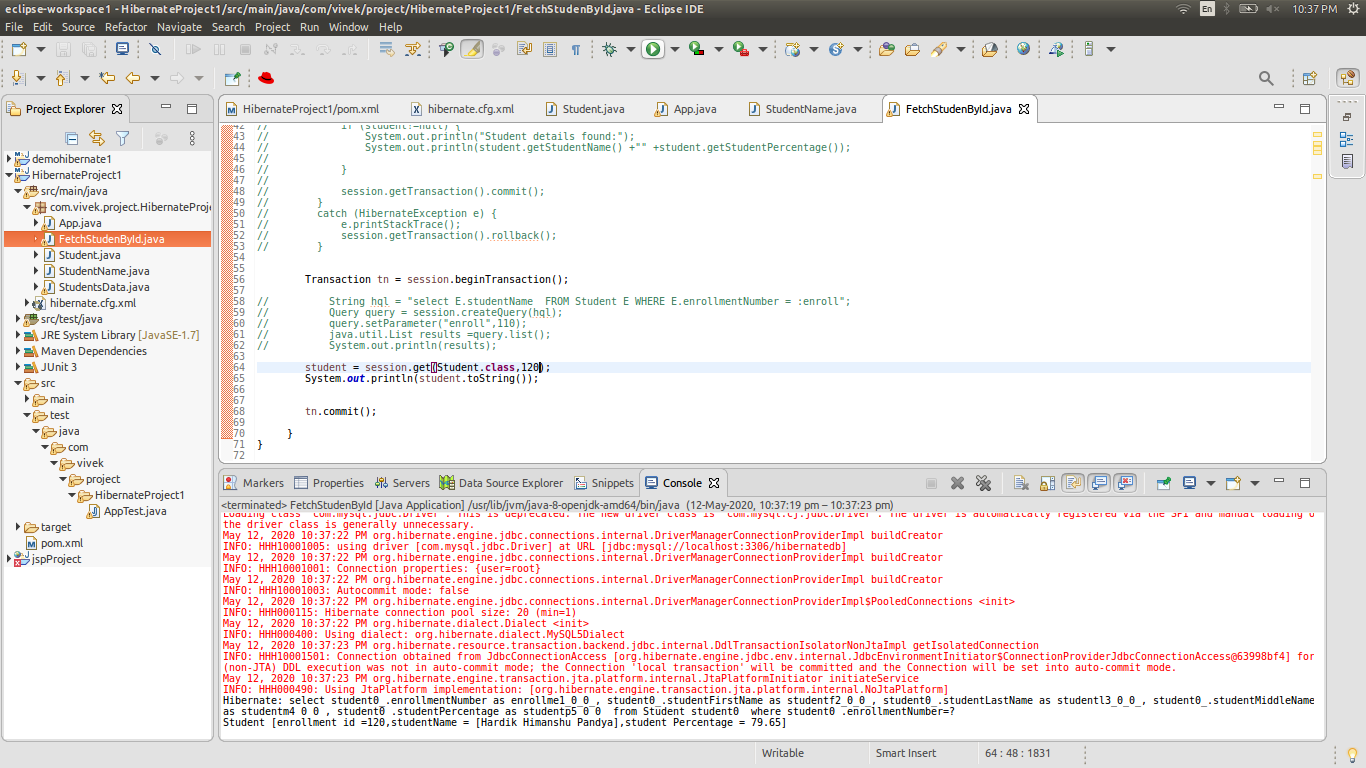 eclipse-workspace1 - HibernateProject1/src/main/java/com/vivek/project/HibernateProject1/FetchStudenById.java - Eclipse IDE
En
10:37 PM
File Edit Source Refactor Navigate Search Project Run Window Help
Project Explorer
demohibernate1
HibernateProject1
src/main/java
com.vivek.project.HibernateProje
App.java
FetchStudenById.java
Student.java
StudentName.java
StudentsData.java
hibernate.cfg.xml
src/test/java
JRE System Library [JavaSE-1.7]
Maven Dependencies
JUnit 3
src
main
test
java
com
vivek
project
HibernateProject1
AppTest.java
target
pom.xml
jspProject
HibernateProject1/pom.xml hibernate.cfg.xml Student.java App.java StudentName.java FetchStudenById.java
42 // if (student!=null) {
43 // System.out.println("Student details found:");
44 // System.out.println(student.getStudentName() +"" +student.getStudentPercentage());
45 //
46 // }
47 //
48 // session.getTransaction().commit();
49 // }
50 // catch (HibernateException e) {
51 // e.printStackTrace();
52 // session.getTransaction().rollback();
53 // }
54
55
56 Transaction tn = session.beginTransaction();
57
58 // String hql = "select E.studentName FROM Student E WHERE E.enrollmentNumber = :enroll";
59 // Query query = session.createQuery(hql);
60 // query.setParameter("enroll",110);
61 // java.util.List results =query.list();
62 // System.out.println(results);
63
64 student = session.get(Student.class,120);
65 System.out.println(student.toString());
66
67
68 tn.commit();
69
70 }
71 }
72
Markers Properties Servers Data Source Explorer Snippets Console
<terminated> FetchStudenById [Java Application] /usr/lib/jvm/java-8-openjdk-amd64/bin/java (12-May-2020, 10:37:19 pm – 10:37:23 pm)
Loading class `com.mysql.jdbc.Driver'. This is deprecated. The new driver class is `com.mysql.cj.jdbc.Driver'. The driver is automatically registered via the SPI and manual loading o
the driver class is generally unnecessary.
May 12, 2020 10:37:22 PM org.hibernate.engine.jdbc.connections.internal.DriverManagerConnectionProviderImpl buildCreator
INFO: HHH10001005: using driver [com.mysql.jdbc.Driver] at URL [jdbc:mysql://localhost:3306/hibernatedb]
May 12, 2020 10:37:22 PM org.hibernate.engine.jdbc.connections.internal.DriverManagerConnectionProviderImpl buildCreator
INFO: HHH10001001: Connection properties: {user=root}
May 12, 2020 10:37:22 PM org.hibernate.engine.jdbc.connections.internal.DriverManagerConnectionProviderImpl buildCreator
INFO: HHH10001003: Autocommit mode: false
May 12, 2020 10:37:22 PM org.hibernate.engine.jdbc.connections.internal.DriverManagerConnectionProviderImpl$PooledConnections <init>
INFO: HHH000115: Hibernate connection pool size: 20 (min=1)
May 12, 2020 10:37:22 PM org.hibernate.dialect.Dialect <init>
INFO: HHH000400: Using dialect: org.hibernate.dialect.MySQL5Dialect
May 12, 2020 10:37:23 PM org.hibernate.resource.transaction.backend.jdbc.internal.DdlTransactionIsolatorNonJtaImpl getIsolatedConnection
INFO: HHH10001501: Connection obtained from JdbcConnectionAccess [org.hibernate.engine.jdbc.env.internal.JdbcEnvironmentInitiator$ConnectionProviderJdbcConnectionAccess@63998bf4] for
(non-JTA) DDL execution was not in auto-commit mode; the Connection 'local transaction' will be committed and the Connection will be set into auto-commit mode.
May 12, 2020 10:37:23 PM org.hibernate.engine.transaction.jta.platform.internal.JtaPlatformInitiator initiateService
INFO: HHH000490: Using JtaPlatform implementation: [org.hibernate.engine.transaction.jta.platform.internal.NoJtaPlatform]
Hibernate: select student0_.enrollmentNumber as enrollme1_0_0_, student0_.studentFirstName as studentf2_0_0_, student0_.studentLastName as studentl3_0_0_, student0_.studentMiddleName
as studentm4_0_0_, student0_.studentPercentage as studentp5_0_0_ from Student student0_ where student0_.enrollmentNumber=?
Student [enrollment id =120,studentName = [Hardik Himanshu Pandya],student Percentage = 79.65]
Writable Smart Insert 64 : 48 : 1831